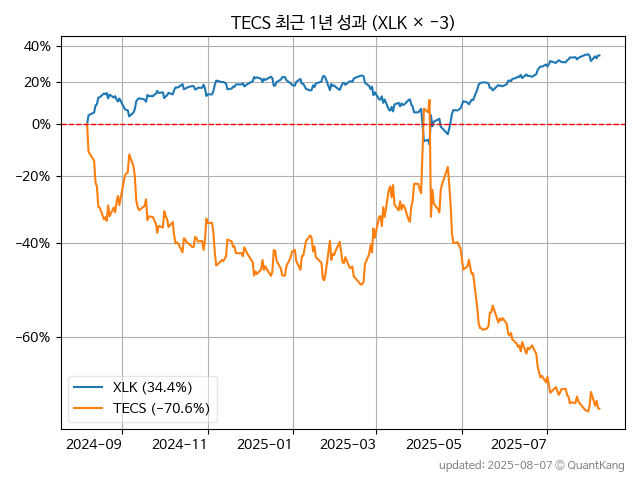 TECS 최근 1년 성과 (XLK × −3)
40%
20%
0%
−20%
−40%
−60%
XLK (34.4%)
TECS (−70.6%)
2024-09 2024-11 2025-01 2025-03 2025-05 2025-07
updated: 2025-08-07 © QuantKang